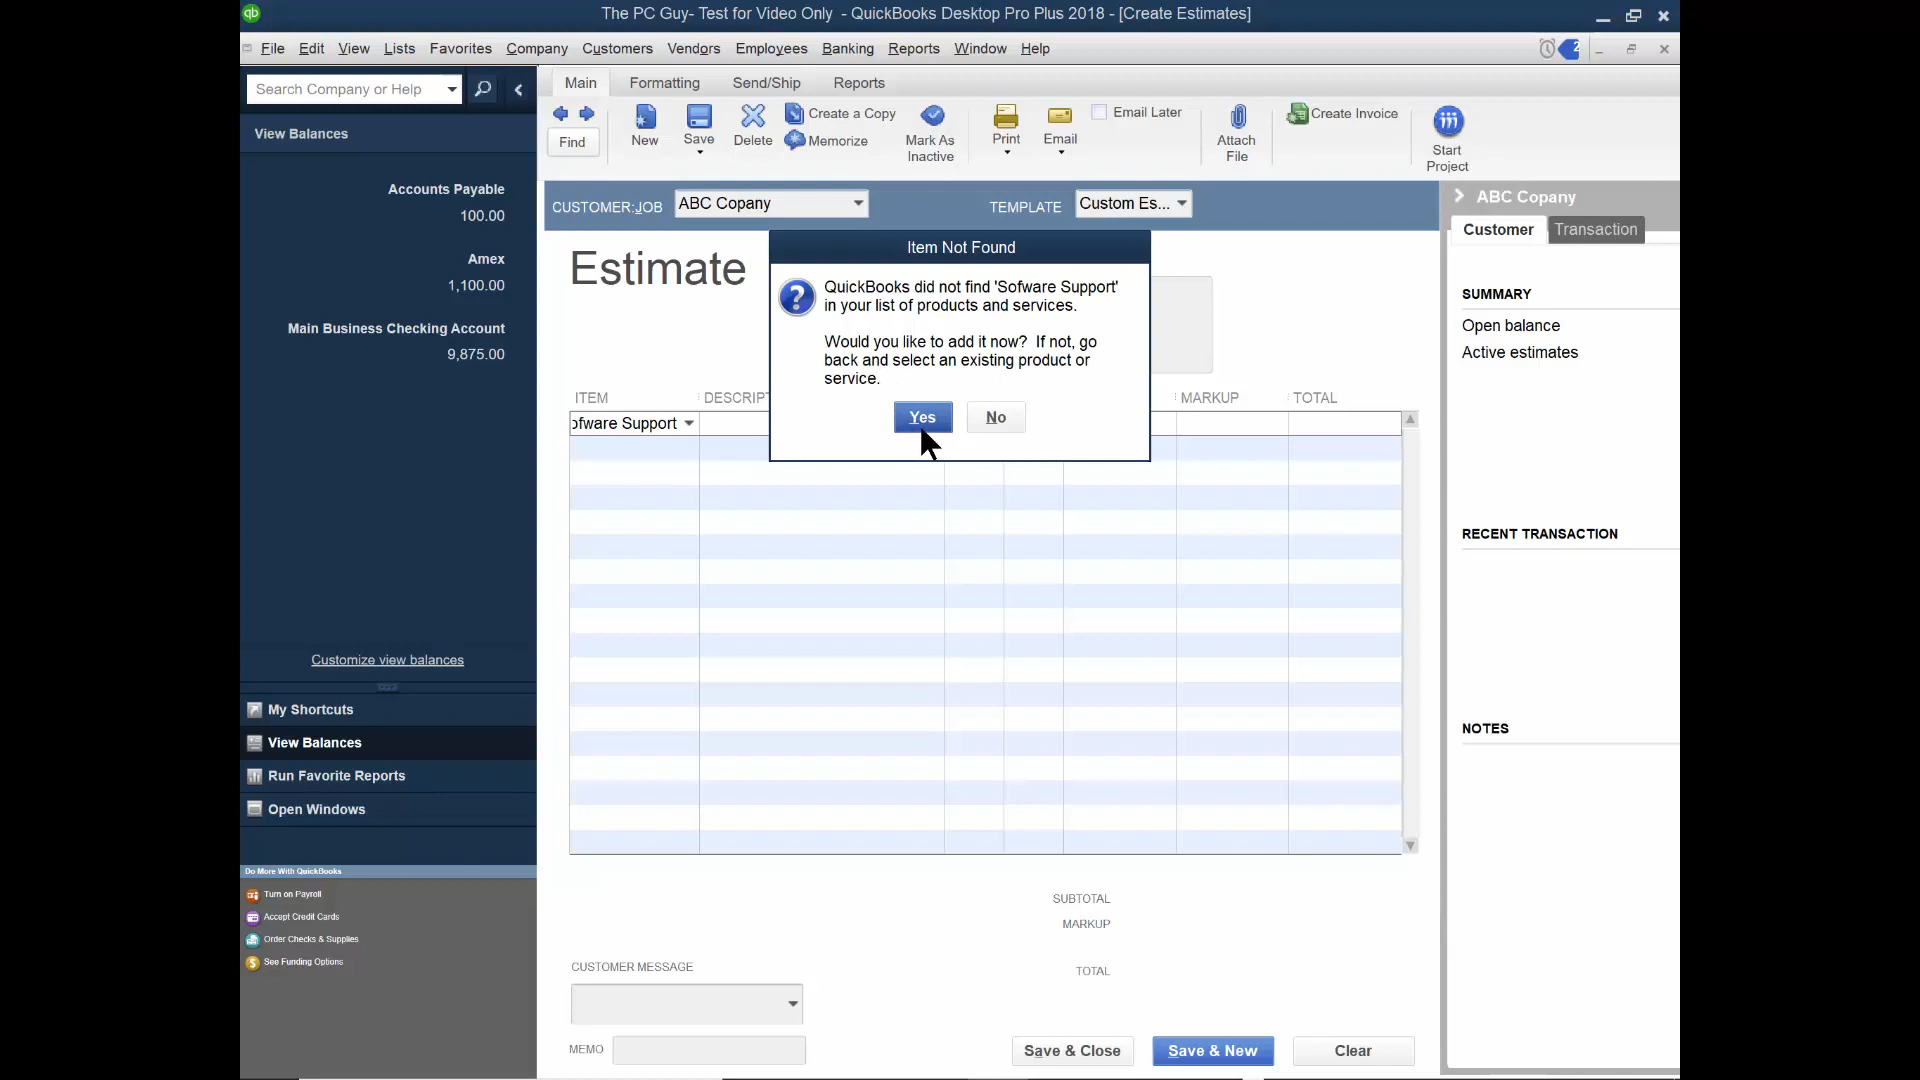 The PC Guy- Test for Video Only - QuickBooks Desktop Pro Plus 2018 - [Create Estimates]
File Edit View Lists Favorites Company Customers Vendors Employees Banking Reports Window Help
2
Search Company or Help
View Balances
Accounts Payable
100.00
Amex
1,100.00
Main Business Checking Account
9,875.00
Customize view balances
My Shortcuts
View Balances
Run Favorite Reports
Open Windows
Do More With QuickBooks
Turn on Payroll
Accept Credit Cards
Order Checks & Supplies
See Funding Options
Main Formatting Send/Ship Reports
Find
New
Save
Delete
Create a Copy
Memorize
Mark As
Inactive
Print
Email
Email Later
Attach
File
Create Invoice
Start
Project
CUSTOMER:JOB ABC Copany
TEMPLATE Custom Es...
Estimate
Item Not Found
QuickBooks did not find 'Sofware Support'
in your list of products and services.
Would you like to add it now? If not, go
back and select an existing product or
service.
Yes No
ITEM DESCRIPT MARKUP TOTAL
ofware Support
SUBTOTAL
MARKUP
TOTAL
CUSTOMER MESSAGE
MEMO
Save & Close Save & New Clear
ABC Copany
Customer Transaction
SUMMARY
Open balance
Active estimates
RECENT TRANSACTION
NOTES